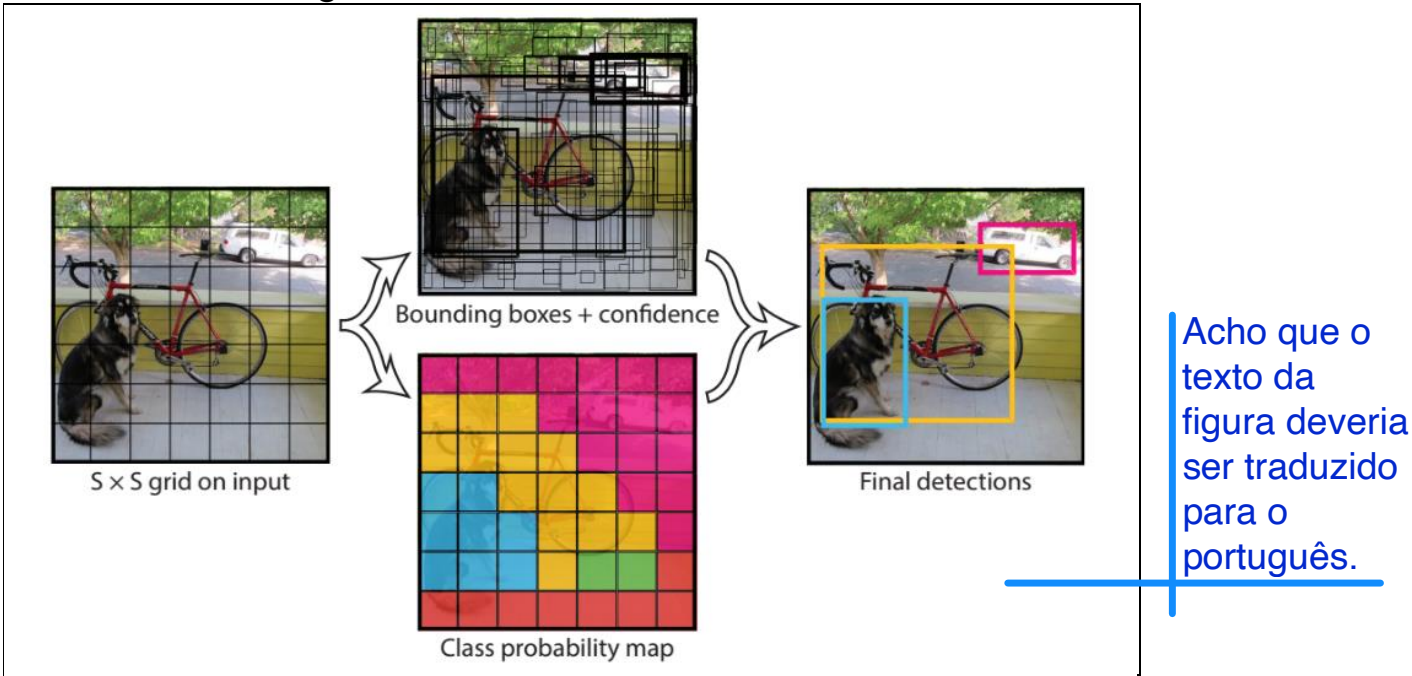 Bounding boxes + confidence
S × S grid on input
Final detections
Class probability map
Acho que o
texto da
figura deveria
ser traduzido
para o
português.